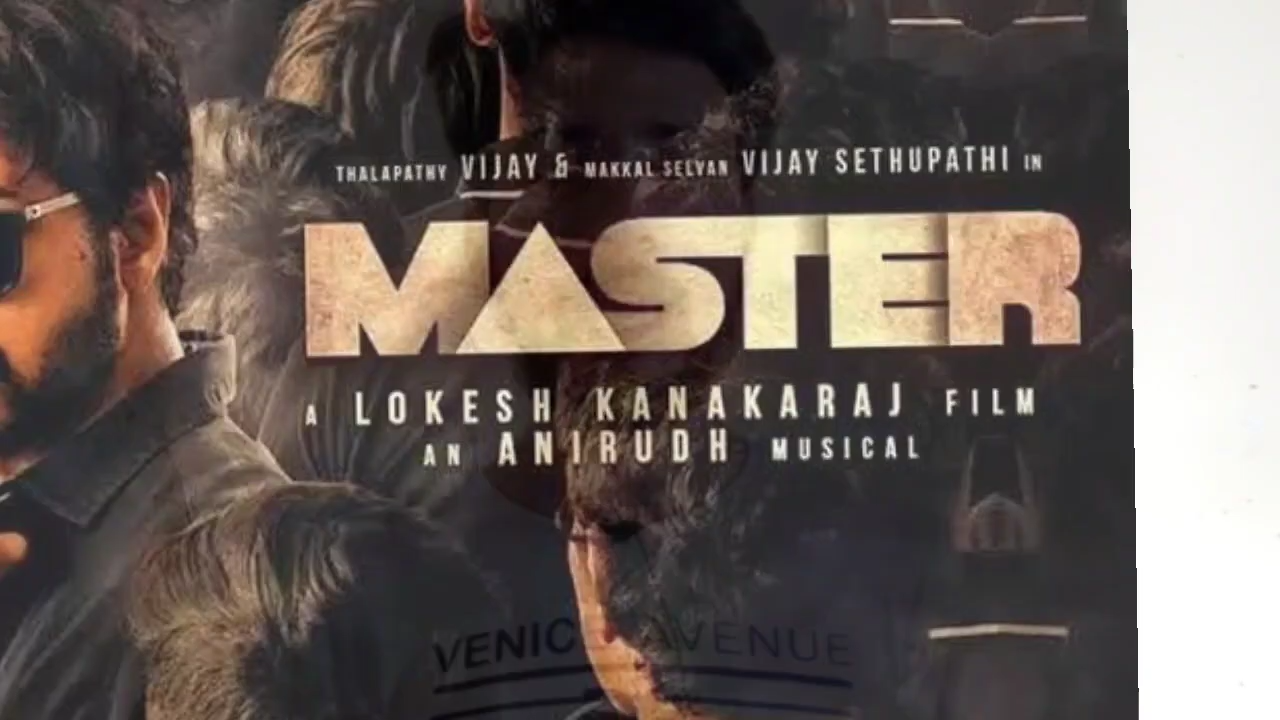 THALAPATHY VIJAY & MAKKAL SELVAN VIJAY SETHUPATHI IN
MASTER
A LOKESH KANAKARAJ FILM
AN ANIRUDH MUSICAL
VENICE AVENUE